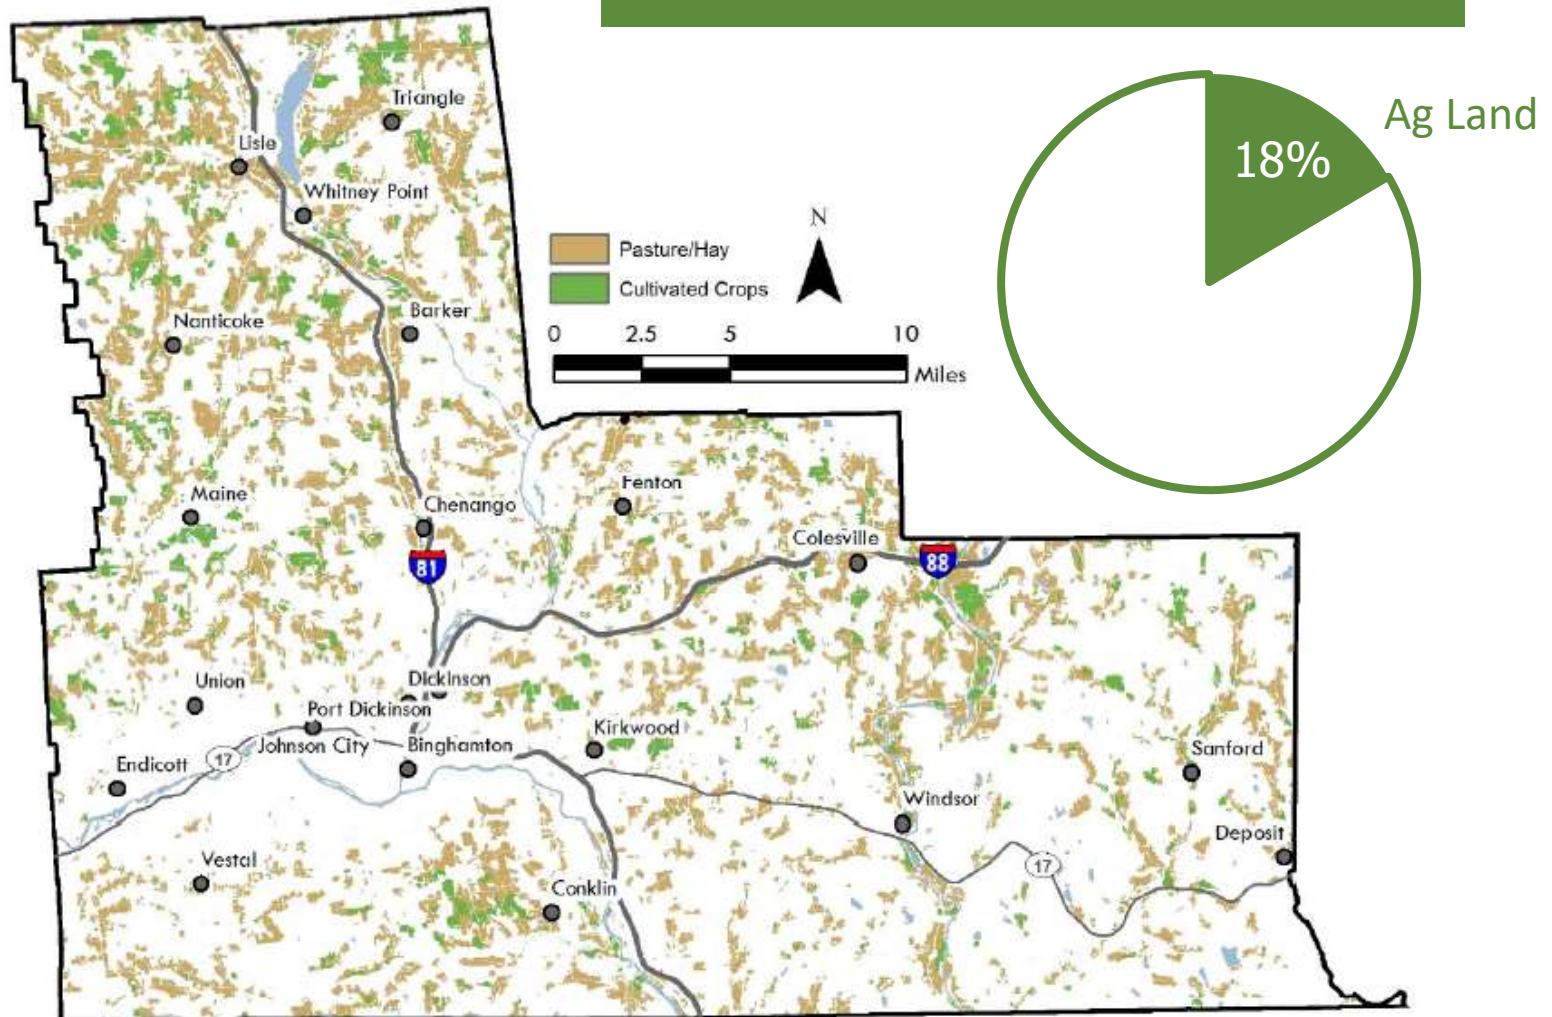 Ag Land
18%
Triangle
Lisle
Whitney Point
N
Pasture/Hay
Cultivated Crops
Barker
Nanticoke
0 2.5 5 10
Miles
Maine
Fenton
Chenango
Colesville
81
88
Union
Dickinson
Port Dickinson
Kirkwood
Johnson City
Binghamton
Sanford
Endicott
17
Windsor
Deposit
Vestal
17
Conklin